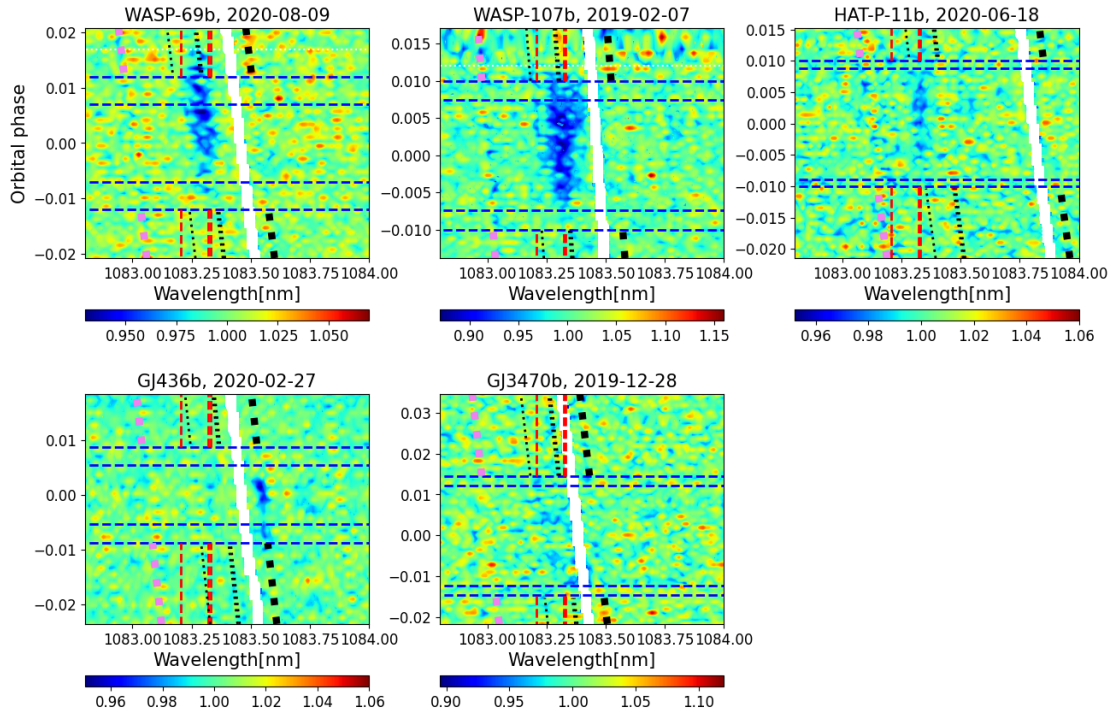 WASP-69b, 2020-08-09
0.02
0.01
0.00
−0.01
−0.02
Orbital phase
1083.00 1083.25 1083.50 1083.75 1084.00
Wavelength[nm]
0.950 0.975 1.000 1.025 1.050
WASP-107b, 2019-02-07
0.015
0.010
0.005
0.000
−0.005
−0.010
1083.00 1083.25 1083.50 1083.75 1084.00
Wavelength[nm]
0.90 0.95 1.00 1.05 1.10 1.15
HAT-P-11b, 2020-06-18
0.015
0.010
0.005
0.000
−0.005
−0.010
−0.015
−0.020
1083.00 1083.25 1083.50 1083.75 1084.00
Wavelength[nm]
0.96 0.98 1.00 1.02 1.04 1.06
GJ436b, 2020-02-27
0.01
0.00
−0.01
−0.02
1083.00 1083.25 1083.50 1083.75 1084.00
Wavelength[nm]
0.96 0.98 1.00 1.02 1.04 1.06
GJ3470b, 2019-12-28
0.03
0.02
0.01
0.00
−0.01
−0.02
1083.00 1083.25 1083.50 1083.75 1084.00
Wavelength[nm]
0.90 0.95 1.00 1.05 1.10